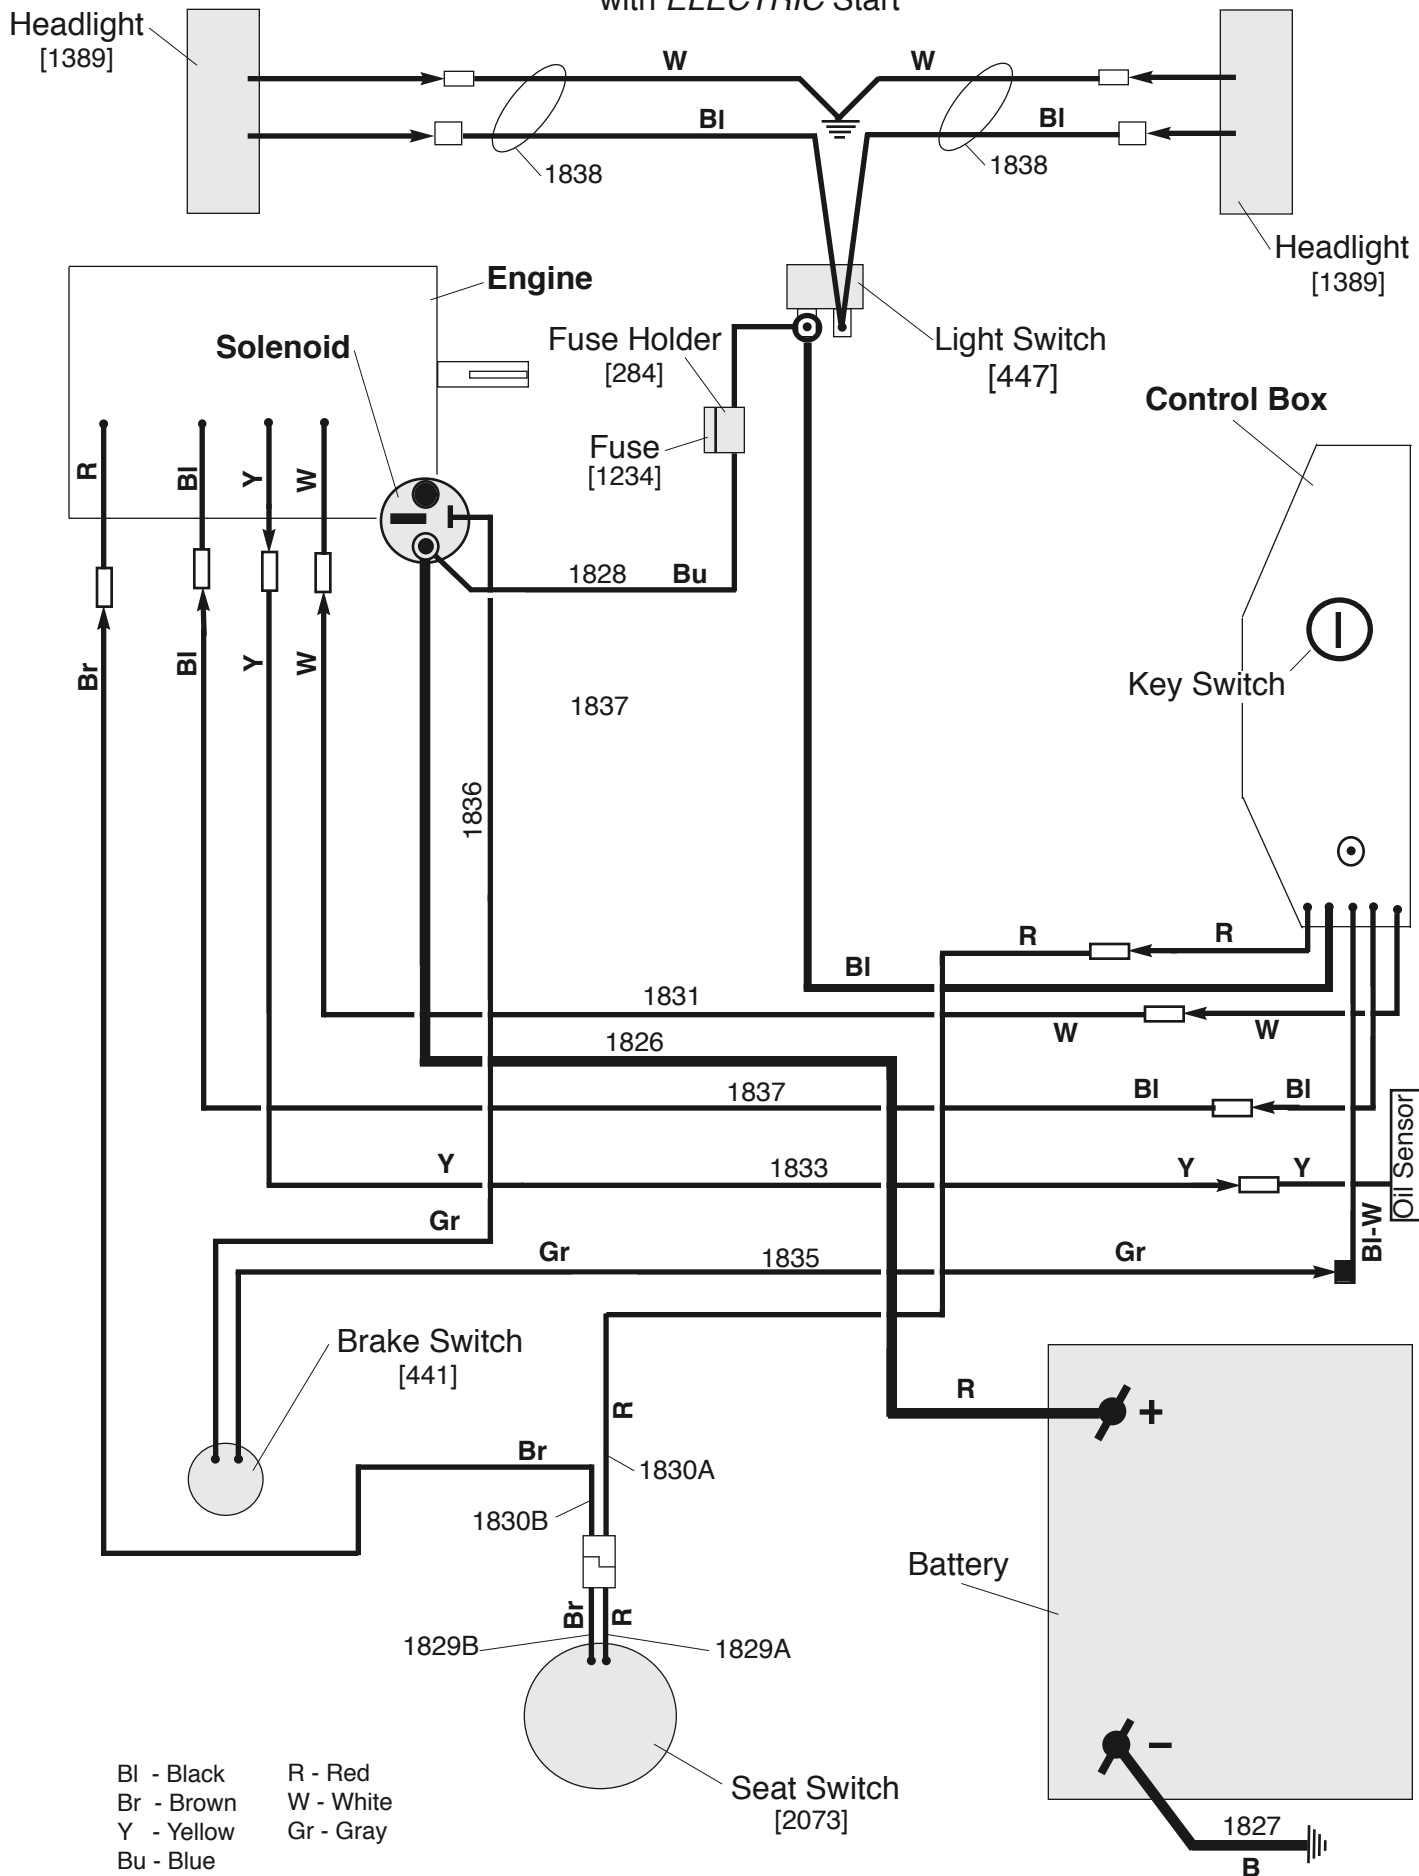 with ELECTRIC Start
Headlight
[1389]
W
W
Bl
Bl
1838
1838
Headlight
[1389]
Engine
Solenoid
Fuse Holder
[284]
Light Switch
[447]
Control Box
Fuse
[1234]
R
Bl
Y
W
1828
Bu
Br
Bl
Y
W
Key Switch
1837
1836
R
R
Bl
1831
W
W
1826
1837
Bl
Bl
Oil Sensor
Y
1833
Y
Y
Gr
Bl-W
Gr
1835
Gr
Brake Switch
[441]
R
+
R
Br
1830A
1830B
Battery
Br
R
1829B
1829A
–
Seat Switch
[2073]
1827
B
Bl - Black
R - Red
Br - Brown
W - White
Y - Yellow
Gr - Gray
Bu - Blue